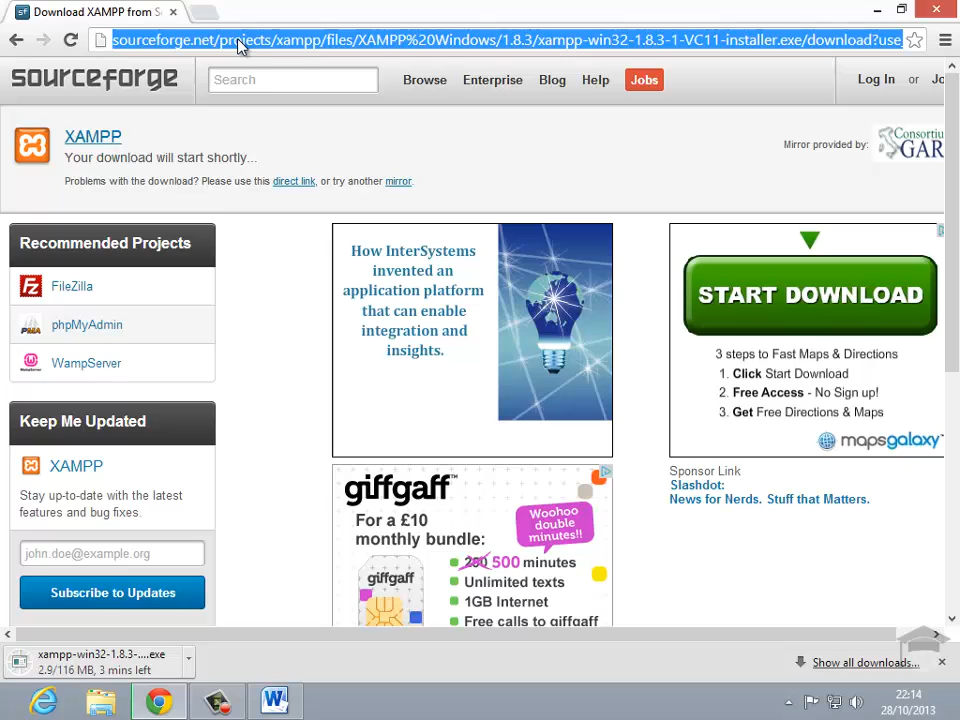 Download XAMPP from S
sourceforge.net/projects/xampp/files/XAMPP%20Windows/1.8.3/xampp-win32-1.8.3-1-VC11-installer.exe/download?use
sourceforge
Search
Browse
Enterprise
Blog
Help
Jobs
Log In or Jo
XAMPP
Your download will start shortly...
Problems with the download? Please use this direct link, or try another mirror.
Mirror provided by:
Consortiu
GAR
Recommended Projects
FileZilla
phpMyAdmin
WampServer
Keep Me Updated
XAMPP
Stay up-to-date with the latest
features and bug fixes.
john.doe@example.org
Subscribe to Updates
How InterSystems
invented an
application platform
that can enable
integration and
insights.
giffgaff
For a £10
monthly bundle:
Woohoo
double
minutes!!
250 500 minutes
Unlimited texts
1GB Internet
Free calls to giffgaff
giffgaff
START DOWNLOAD
3 steps to Fast Maps & Directions
1. Click Start Download
2. Free Access - No Sign up!
3. Get Free Directions & Maps
mapsgalaxy
Sponsor Link
Slashdot:
News for Nerds. Stuff that Matters.
xampp-win32-1.8.3-....exe
2.9/116 MB, 3 mins left
Show all downloads...
22:14
28/10/2013